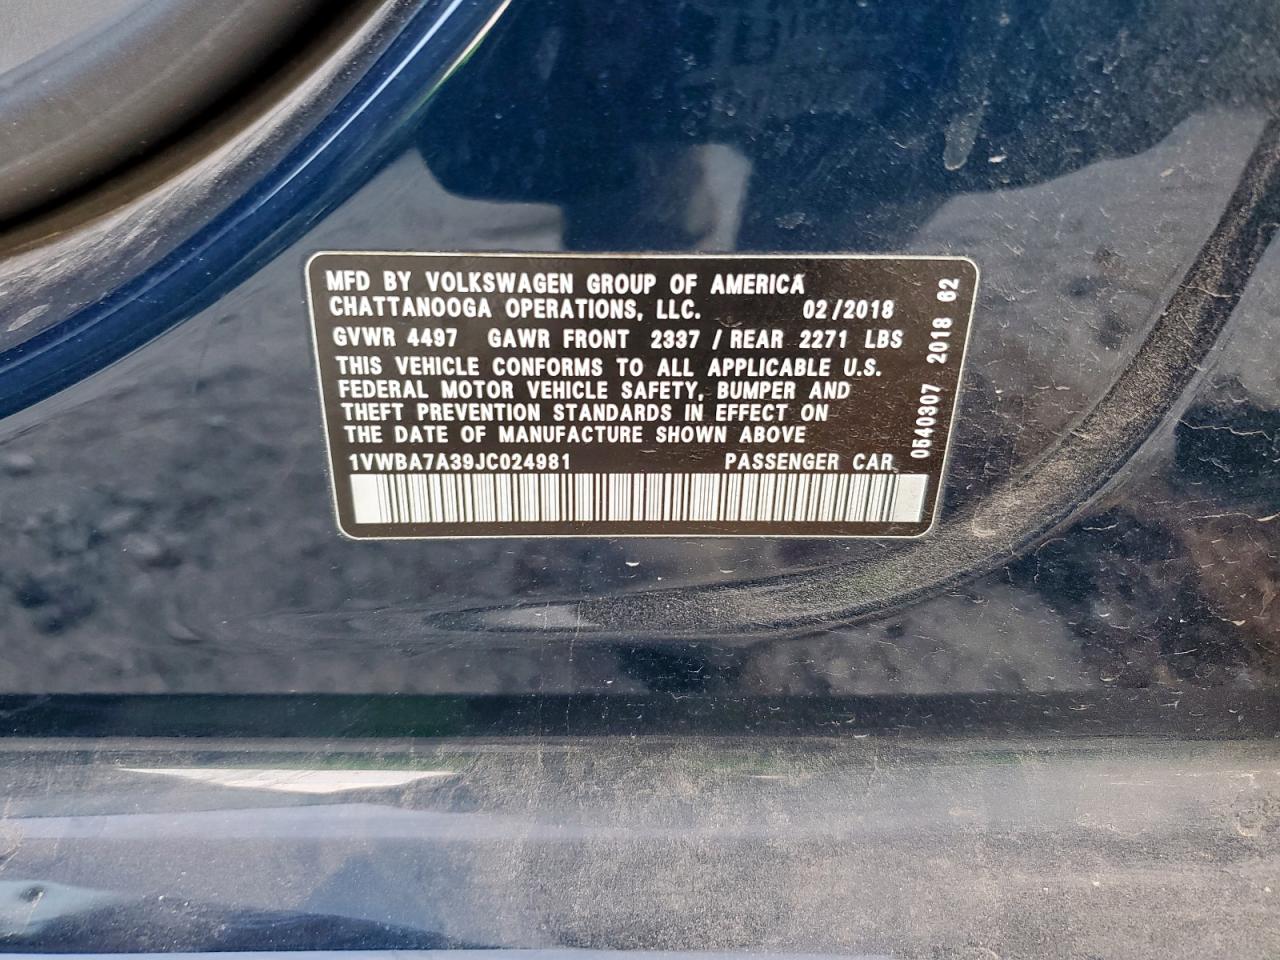 MFD BY VOLKSWAGEN GROUP OF AMERICA
CHATTANOOGA OPERATIONS, LLC. 02/2018
GVWR 4497 GAWR FRONT 2337 / REAR 2271 LBS
THIS VEHICLE CONFORMS TO ALL APPLICABLE U.S.
FEDERAL MOTOR VEHICLE SAFETY, BUMPER AND
THEFT PREVENTION STANDARDS IN EFFECT ON
THE DATE OF MANUFACTURE SHOWN ABOVE
1VWBA7A39JC024981 PASSENGER CAR
0540307 2018 62